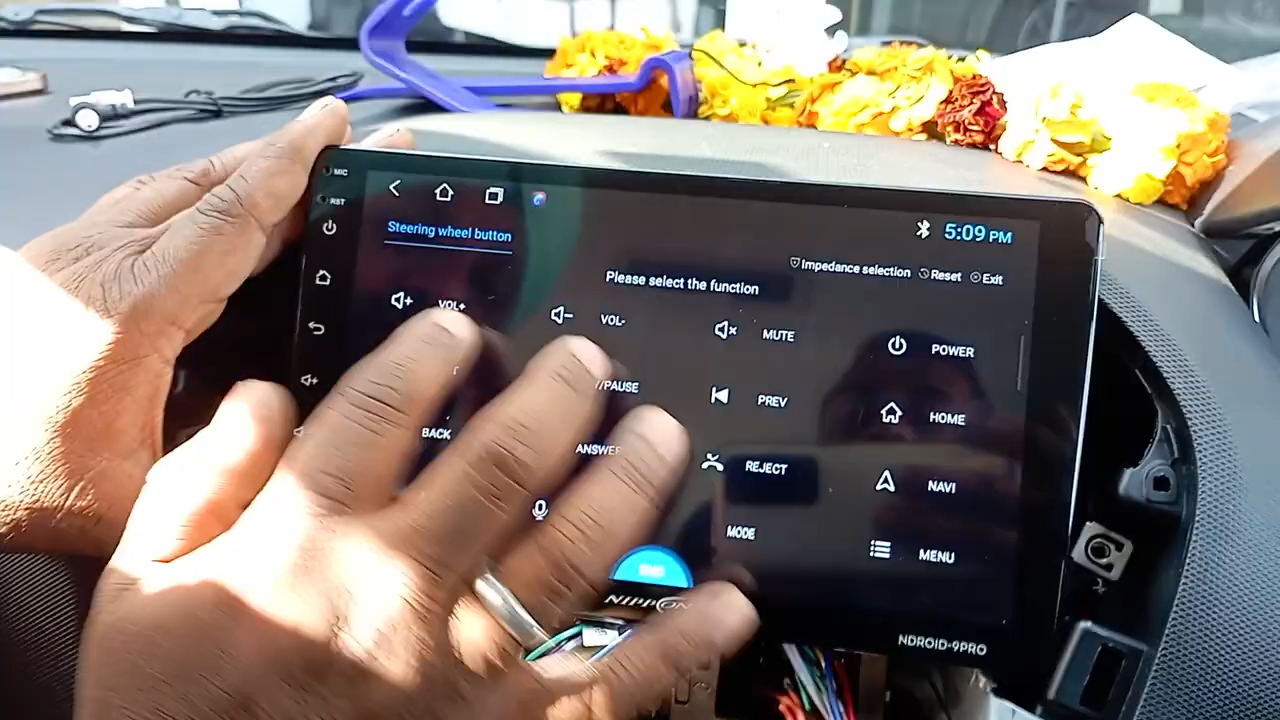 MIC
RST
5:09 PM
Steering wheel button
Impedance selection Reset Exit
Please select the function
VOL+ VOL- MUTE POWER
/PAUSE PREV HOME
BACK ANSWER REJECT NAVI
MODE MENU
NIPPON
NDROID-9PRO